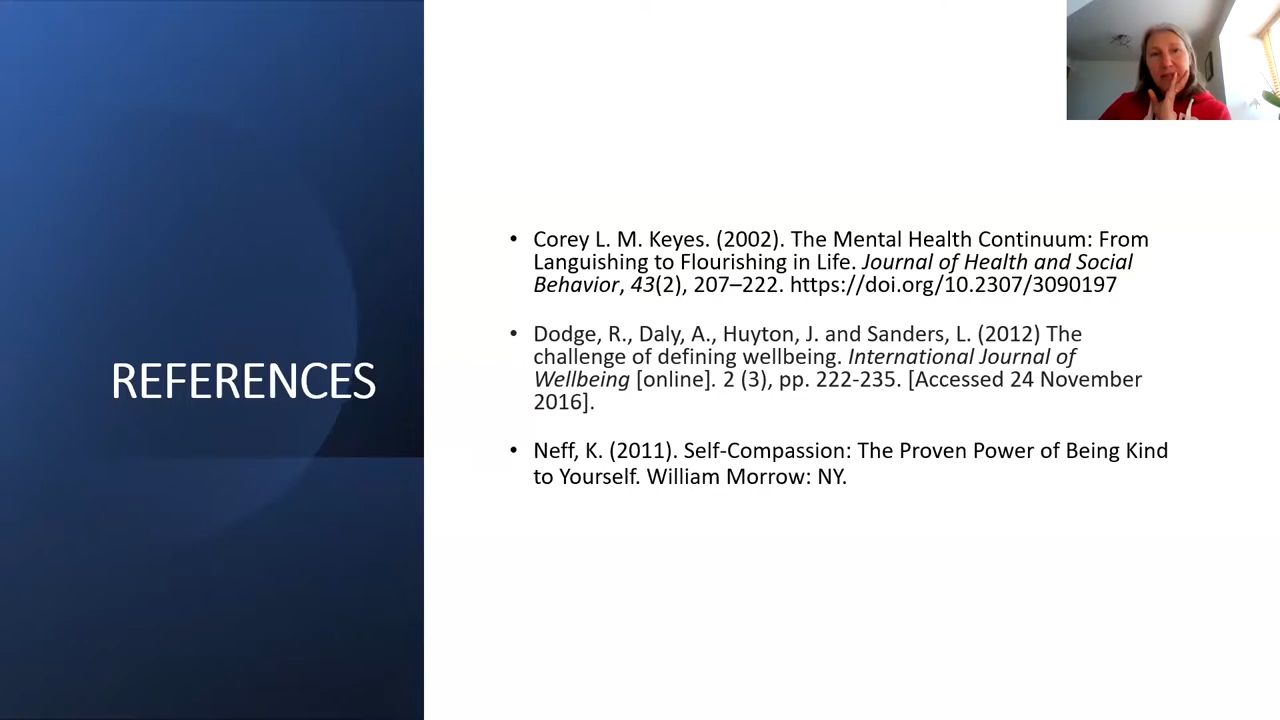 REFERENCES
• Corey L. M. Keyes. (2002). The Mental Health Continuum: From
Languishing to Flourishing in Life. Journal of Health and Social
Behavior, 43(2), 207–222. https://doi.org/10.2307/3090197
• Dodge, R., Daly, A., Huyton, J. and Sanders, L. (2012) The
challenge of defining wellbeing. International Journal of
Wellbeing [online]. 2 (3), pp. 222-235. [Accessed 24 November
2016].
• Neff, K. (2011). Self-Compassion: The Proven Power of Being Kind
to Yourself. William Morrow: NY.